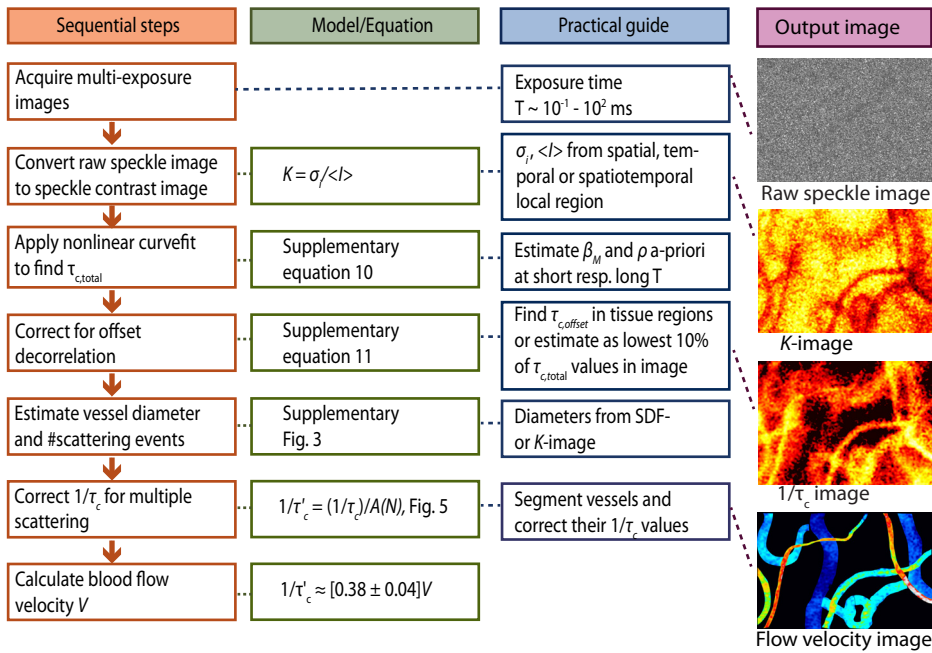 Sequential steps
Model/Equation
Practical guide
Output image
Acquire multi-exposure
images
Exposure time
T ~ 10⁻¹ - 10² ms
Raw speckle image
Convert raw speckle image
to speckle contrast image
K = σᵢ/<I>
σᵢ, <I> from spatial, tem-
poral or spatiotemporal
local region
K-image
Apply nonlinear curvefit
to find τc,total
Supplementary
equation 10
Estimate βM and ρ a-priori
at short resp. long T
Correct for offset
decorrelation
Supplementary
equation 11
Find τc,offset in tissue regions
or estimate as lowest 10%
of τc,total values in image
1/τc image
Estimate vessel diameter
and #scattering events
Supplementary
Fig. 3
Diameters from SDF-
or K-image
Correct 1/τc for multiple
scattering
1/τ'c = (1/τc)/A(N), Fig. 5
Segment vessels and
correct their 1/τc values
Flow velocity image
Calculate blood flow
velocity V
1/τ'c ≈ [0.38 ± 0.04]V